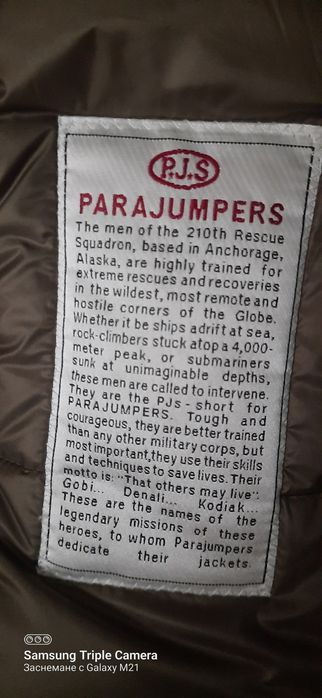 P.J.S
PARAJUMPERS
The men of the 210th Rescue
Squadron, based in Anchorage,
Alaska, are highly trained for
extreme rescues and recoveries
in the wildest, most remote and
hostile corners of the Globe.
Whether it be ships adrift at sea,
rock-climbers stuck atop a 4,000-
meter peak, or submariners
sunk at unimaginable depths,
these men are called to intervene.
They are the PJs - short for
PARAJUMPERS. Tough and
courageous, they are better trained
than any other military corps, but
most important,they use their skills
and techniques to save lives. Their
motto is: "That others may live".
Gobi... Denali... Kodiak...
These are the names of the
legendary missions of these
heroes, to whom Parajumpers
dedicate their jackets.
Samsung Triple Camera
Заснемане с Galaxy M21